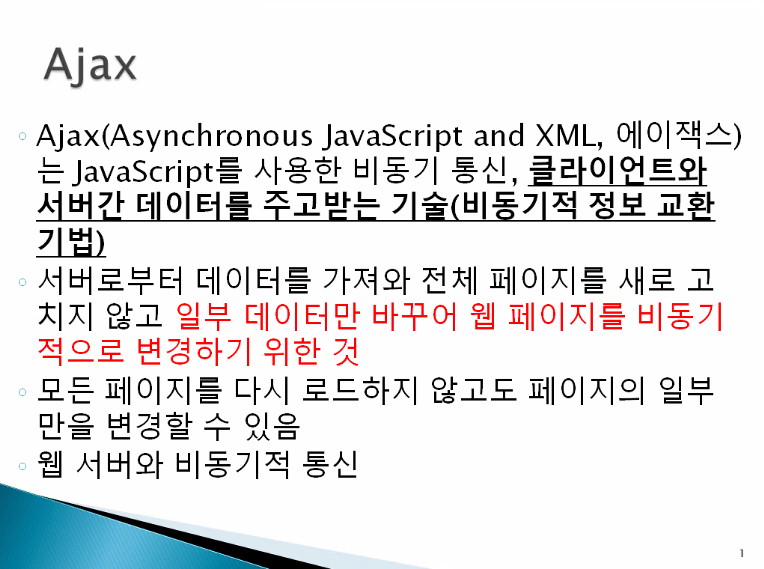 Ajax
◦ Ajax(Asynchronous JavaScript and XML, 에이잭스)
는 JavaScript를 사용한 비동기 통신, 클라이언트와
서버간 데이터를 주고받는 기술(비동기적 정보 교환
기법)
◦ 서버로부터 데이터를 가져와 전체 페이지를 새로 고
치지 않고 일부 데이터만 바꾸어 웹 페이지를 비동기
적으로 변경하기 위한 것
◦ 모든 페이지를 다시 로드하지 않고도 페이지의 일부
만을 변경할 수 있음
◦ 웹 서버와 비동기적 통신
1